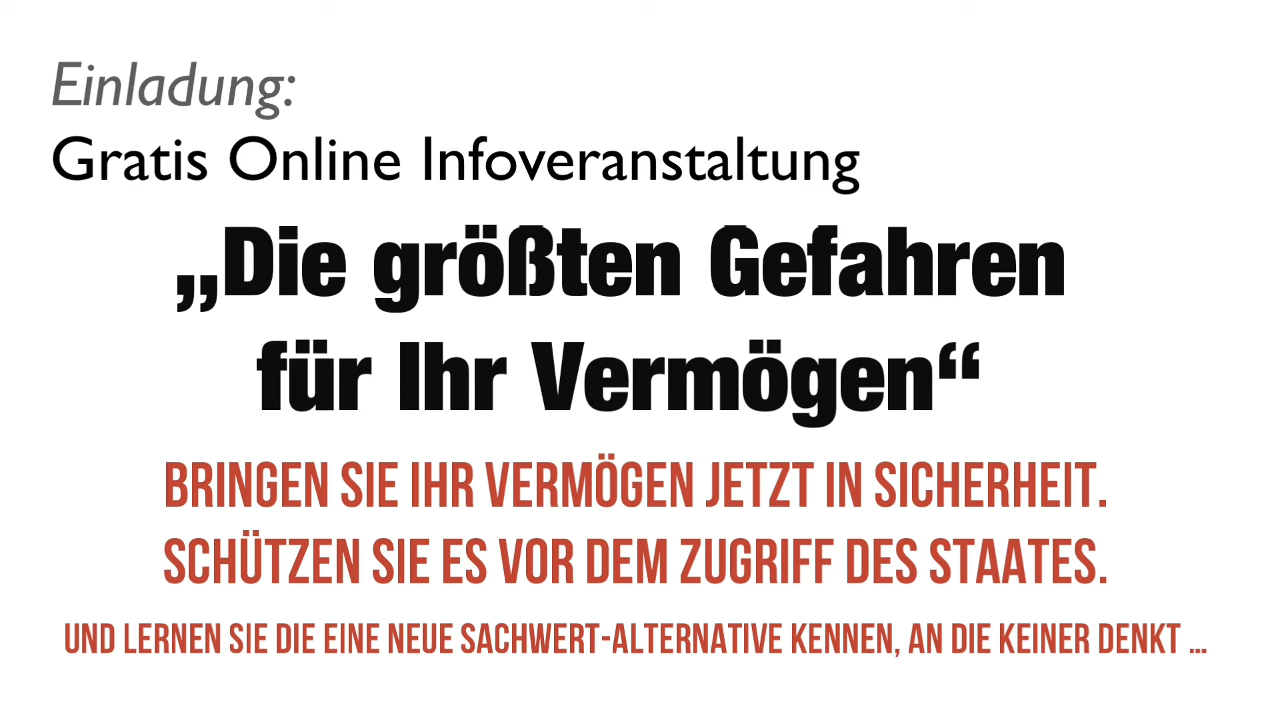 Einladung:
Gratis Online Infoveranstaltung
„Die größten Gefahren
für Ihr Vermögen“
BRINGEN SIE IHR VERMÖGEN JETZT IN SICHERHEIT.
SCHÜTZEN SIE ES VOR DEM ZUGRIFF DES STAATES.
UND LERNEN SIE DIE EINE NEUE SACHWERT-ALTERNATIVE KENNEN, AN DIE KEINER DENKT ...